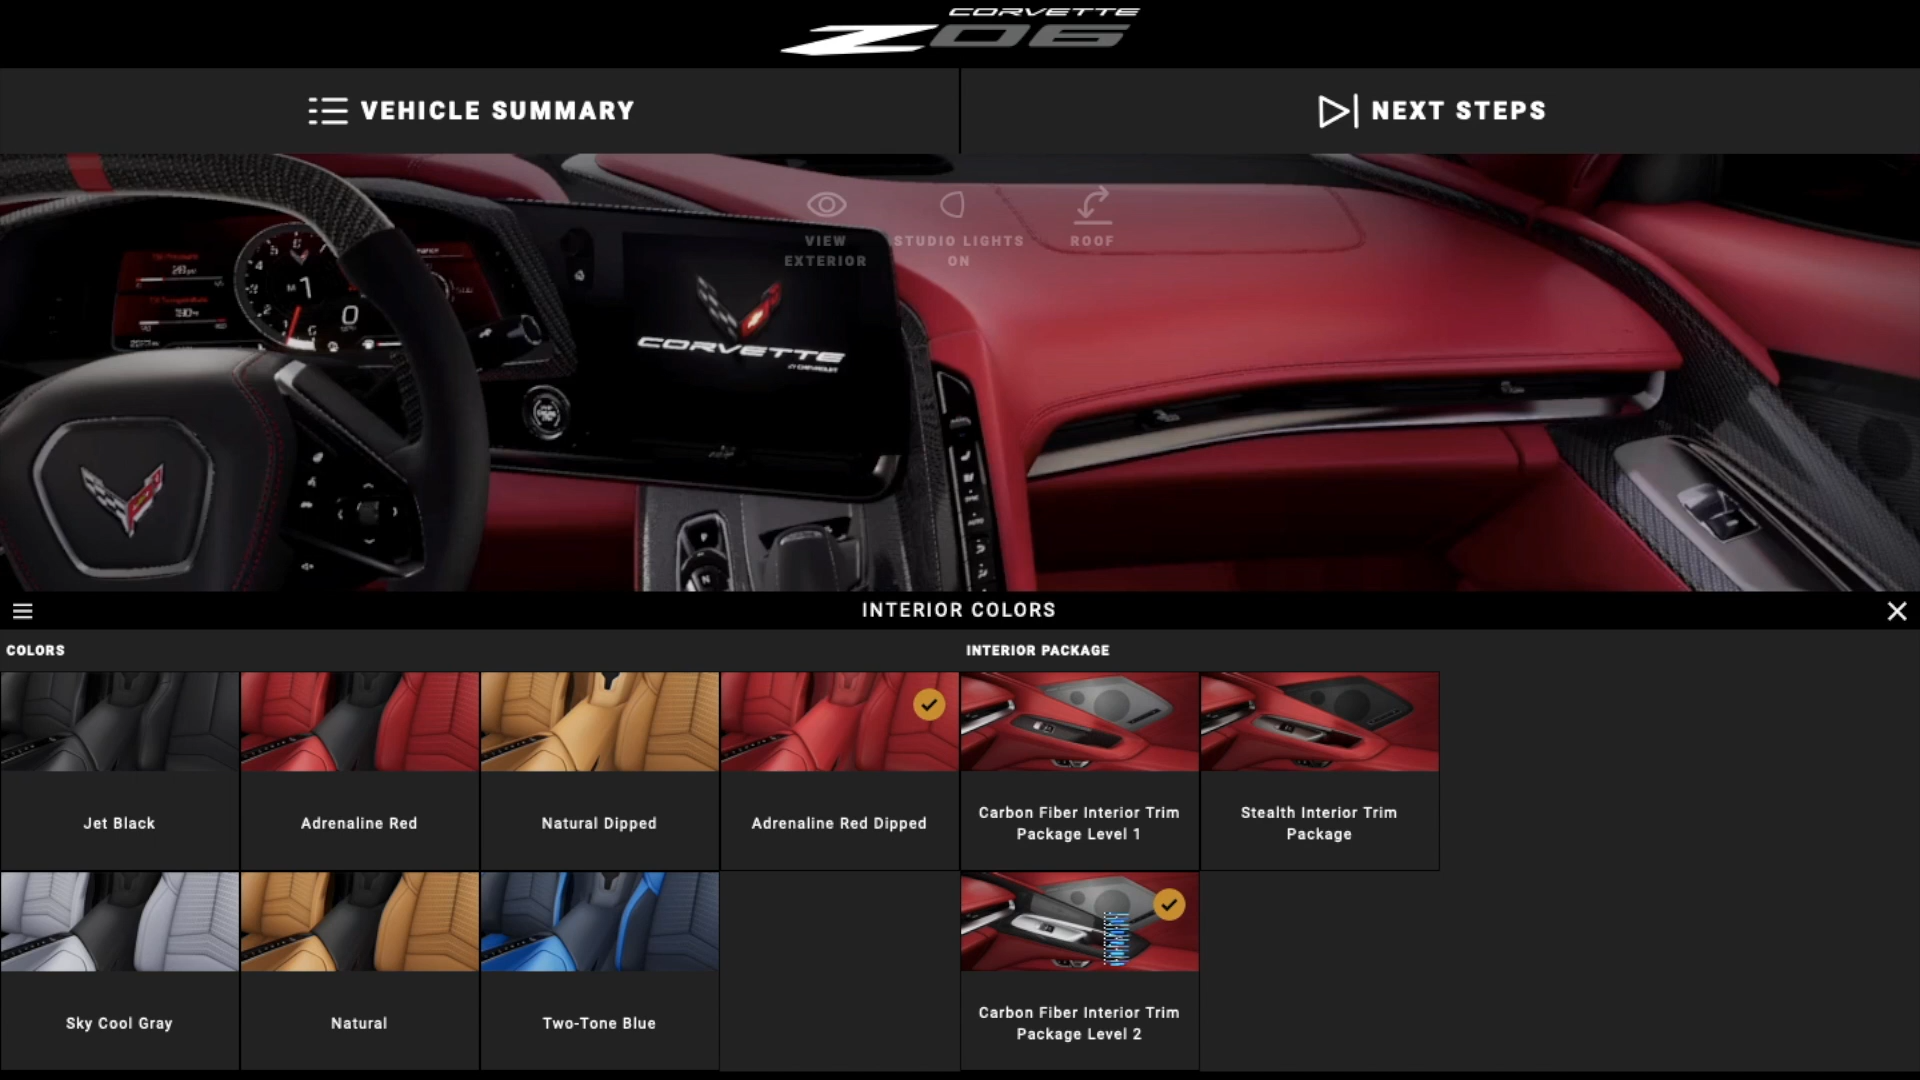 CORVETTE
Z06
VEHICLE SUMMARY
NEXT STEPS
VIEW
EXTERIOR
STUDIO LIGHTS
ON
ROOF
CORVETTE
INTERIOR COLORS
COLORS
INTERIOR PACKAGE
Jet Black
Adrenaline Red
Natural Dipped
Adrenaline Red Dipped
Carbon Fiber Interior Trim
Package Level 1
Stealth Interior Trim
Package
Sky Cool Gray
Natural
Two-Tone Blue
Carbon Fiber Interior Trim
Package Level 2